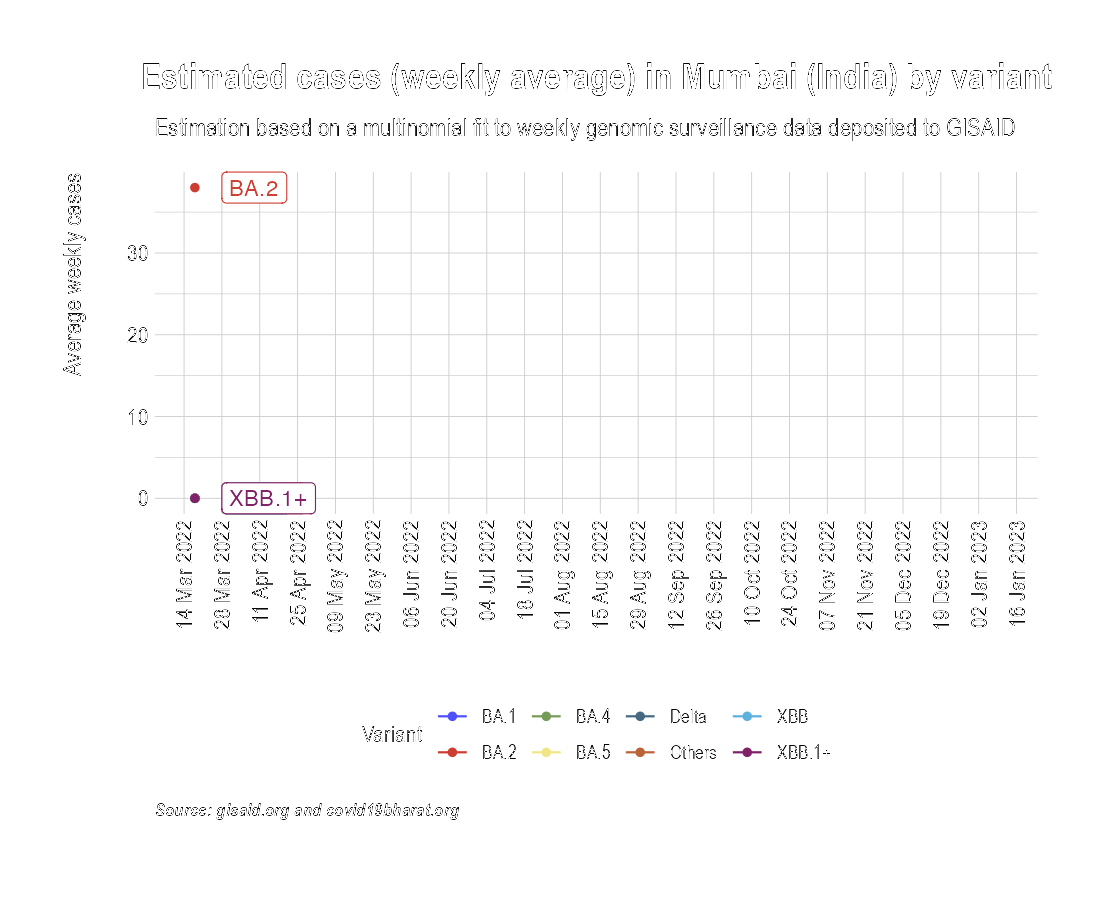 Estimated cases (weekly average) in Mumbai (India) by variant
Estimation based on a multinomial fit to weekly genomic surveillance data deposited to GISAID
Average weekly cases
BA.2
30
20
10
0
XBB.1+
14 Mar 2022
28 Mar 2022
11 Apr 2022
25 Apr 2022
09 May 2022
23 May 2022
06 Jun 2022
20 Jun 2022
04 Jul 2022
18 Jul 2022
01 Aug 2022
15 Aug 2022
29 Aug 2022
12 Sep 2022
26 Sep 2022
10 Oct 2022
24 Oct 2022
07 Nov 2022
21 Nov 2022
05 Dec 2022
19 Dec 2022
02 Jan 2023
16 Jan 2023
Variant
BA.1 BA.4 Delta XBB
BA.2 BA.5 Others XBB.1+
Source: gisaid.org and covid19bharat.org